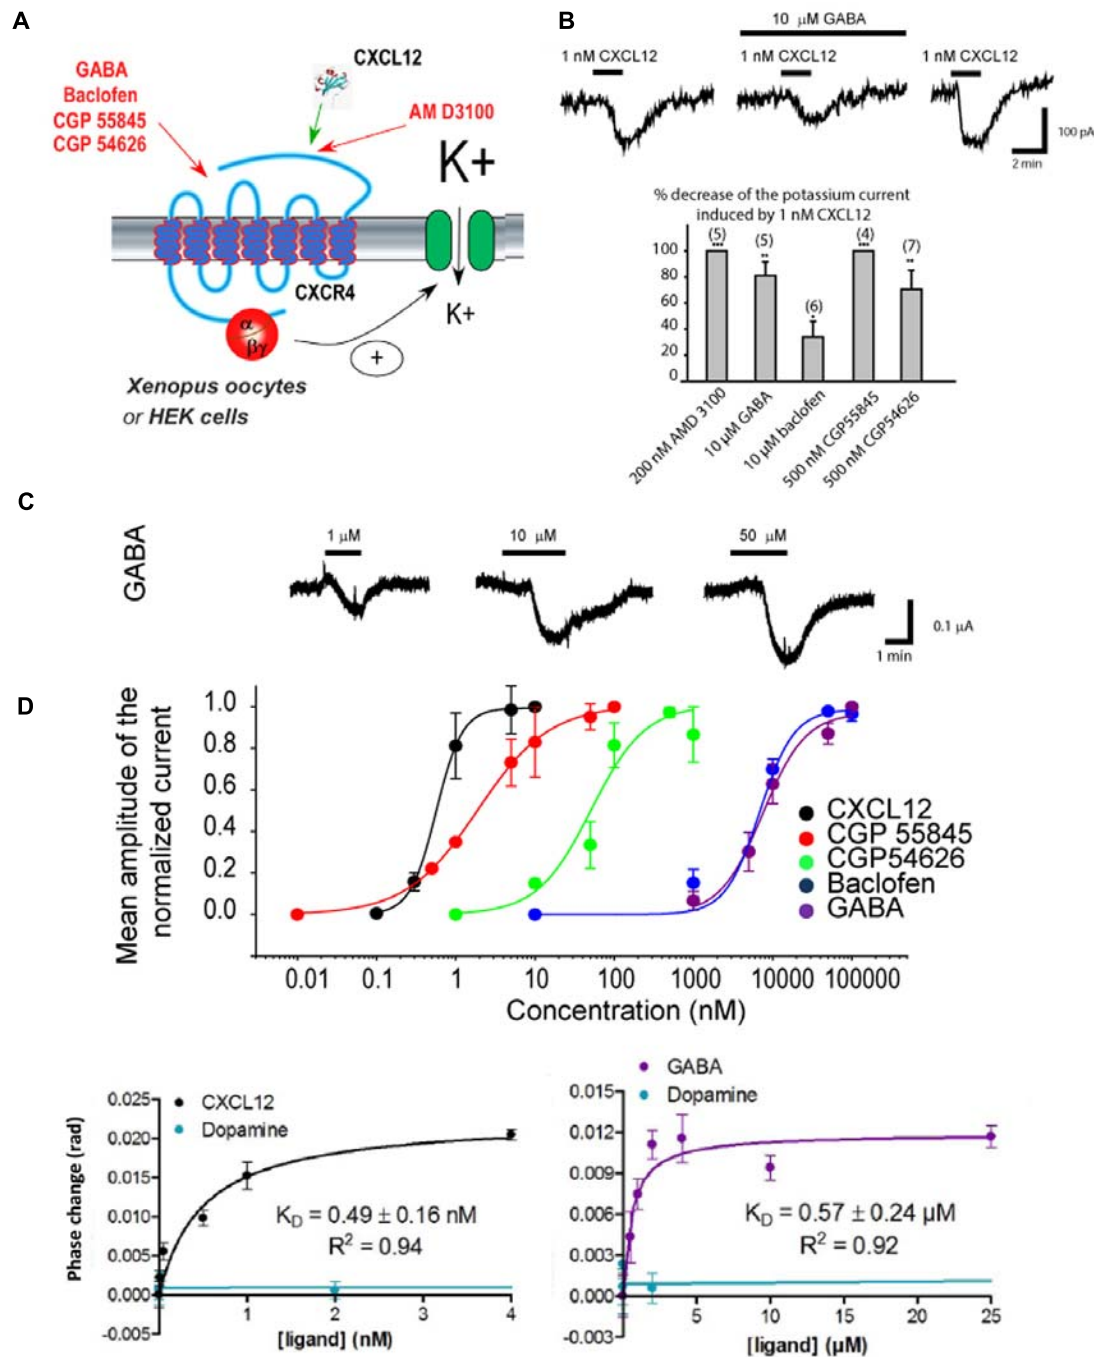 A
GABA
Baclofen
CGP 55845
CGP 54626
CXCL12
AM D3100
K+
CXCR4
K+
α
βγ
+
Xenopus oocytes
or HEK cells
B
10 μM GABA
1 nM CXCL12
1 nM CXCL12
1 nM CXCL12
100 pA
2 min
% decrease of the potassium current
induced by 1 nM CXCL12
(5)
(5)
(6)
(4)
(7)
***
**
*
***
**
100
80
60
40
20
0
200 nM AMD 3100
10 μM GABA
10 μM baclofen
500 nM CGP55845
500 nM CGP54626
C
GABA
1 μM
10 μM
50 μM
0.1 μA
1 min
D
Mean amplitude of the
normalized current
1.0
0.8
0.6
0.4
0.2
0.0
CXCL12
CGP 55845
CGP54626
Baclofen
GABA
0.01 0.1 1 10 100 1000 10000 100000
Concentration (nM)
Phase change (rad)
0.025
0.020
0.015
0.010
0.005
0.000
-0.005
CXCL12
Dopamine
KD = 0.49 ± 0.16 nM
R2 = 0.94
1 2 3 4
[ligand] (nM)
GABA
Dopamine
0.015
0.012
0.009
0.006
0.003
0.000
-0.003
KD = 0.57 ± 0.24 μM
R2 = 0.92
5 10 15 20 25
[ligand] (μM)